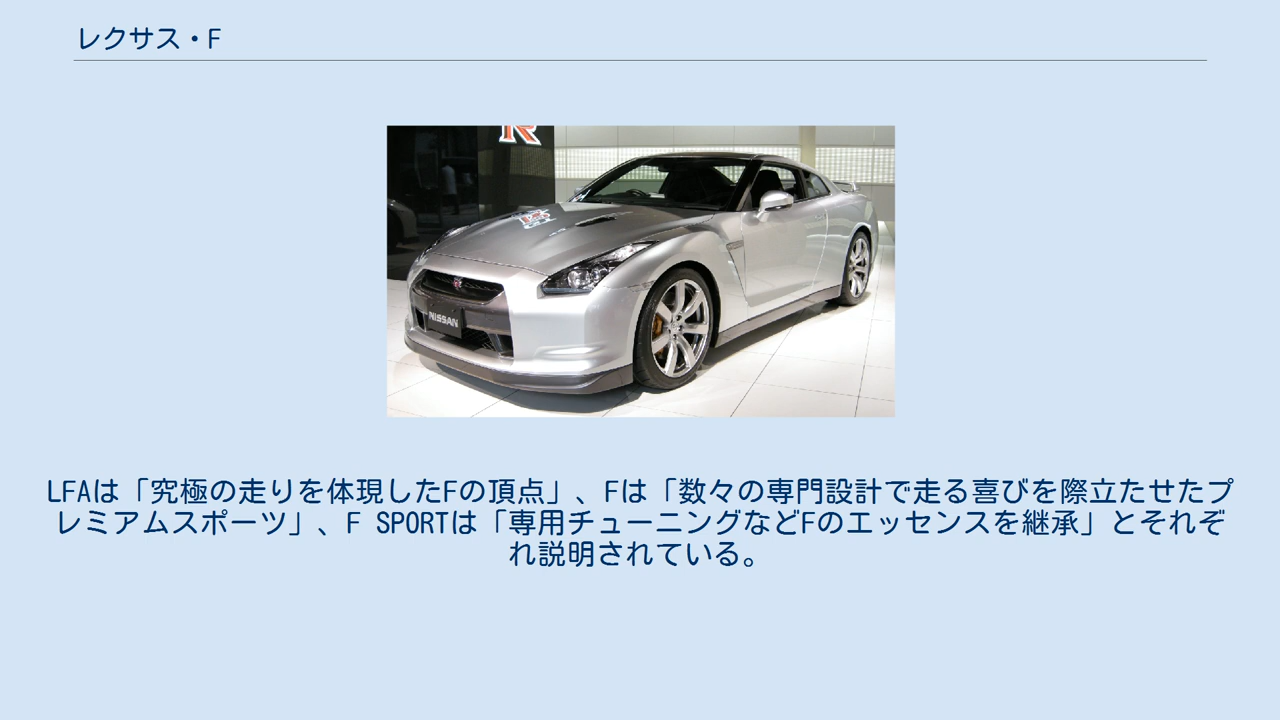 レクサス・F
R
NISSAN
LFAは「究極の走りを体現したFの頂点」、Fは「数々の専門設計で走る喜びを際立たせたプ
レミアムスポーツ」、F SPORTは「専用チューニングなどFのエッセンスを継承」とそれぞ
れ説明されている。